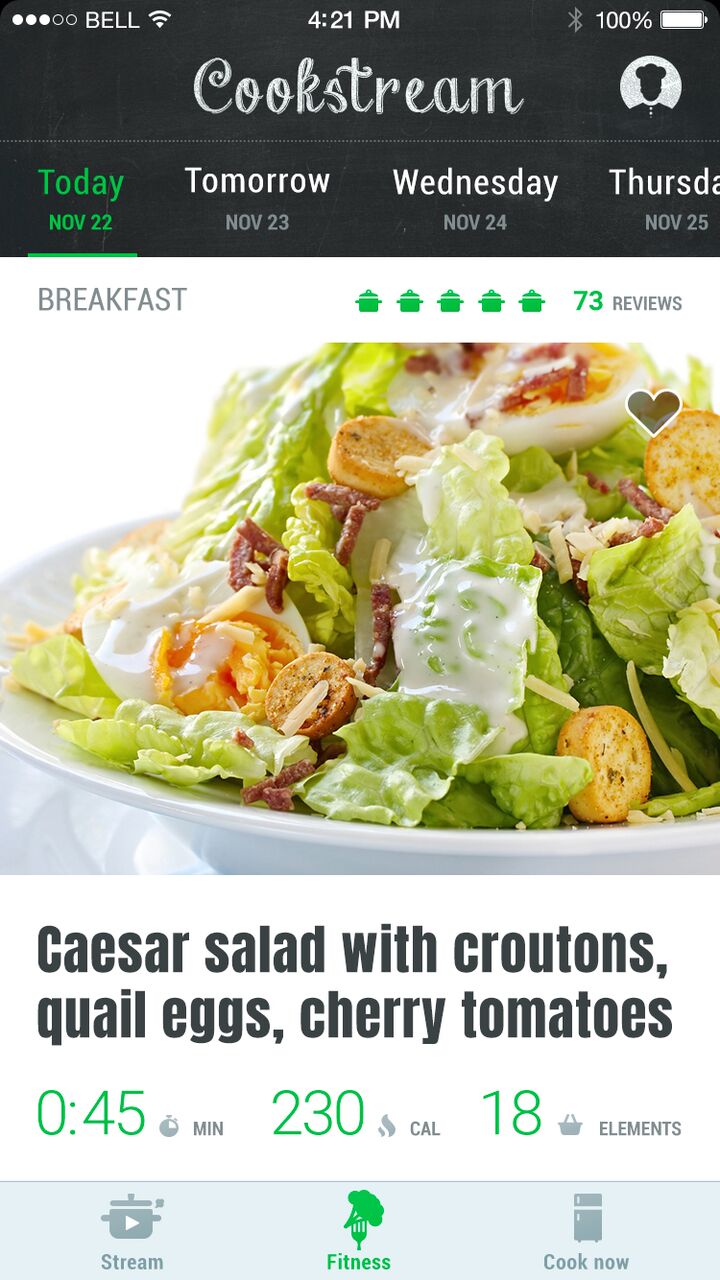 BELL 4:21 PM 100%
Cookstream
Today Tomorrow Wednesday Thursda
NOV 22 NOV 23 NOV 24 NOV 25
BREAKFAST 73 REVIEWS
Caesar salad with croutons,
quail eggs, cherry tomatoes
0:45 MIN 230 CAL 18 ELEMENTS
Stream Fitness Cook now